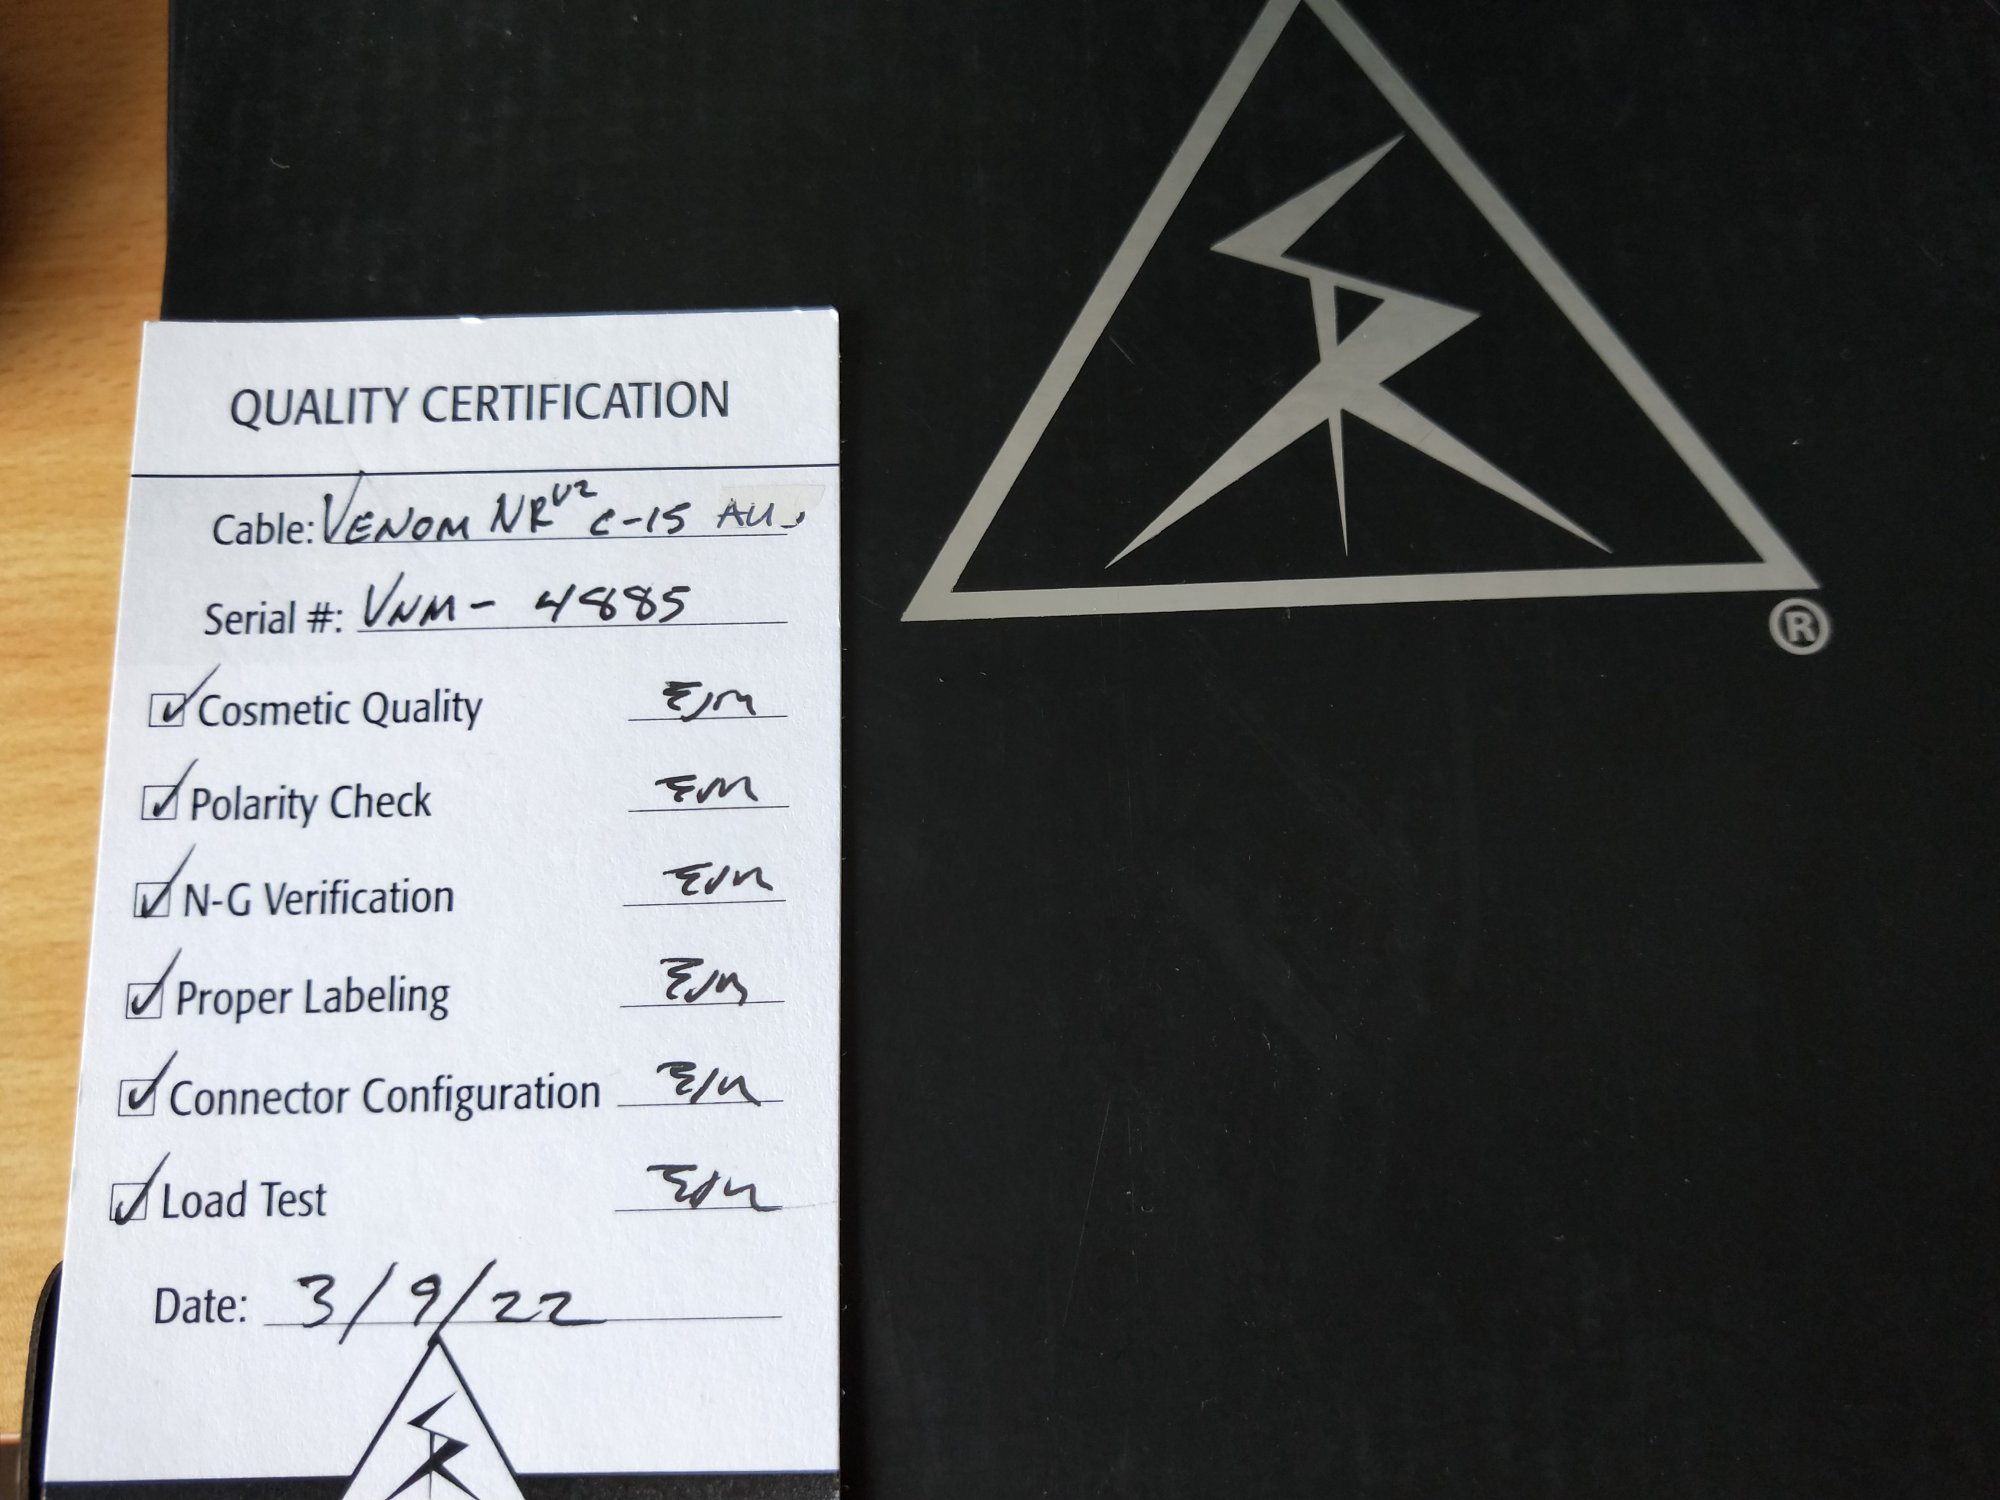 QUALITY CERTIFICATION
Cable: VENOM NR V2 C-15 AU
Serial #: VNM - 4885
Cosmetic Quality EJM
Polarity Check EJM
N-G Verification EJM
Proper Labeling EJM
Connector Configuration EJM
Load Test EJM
Date: 3/9/22
®